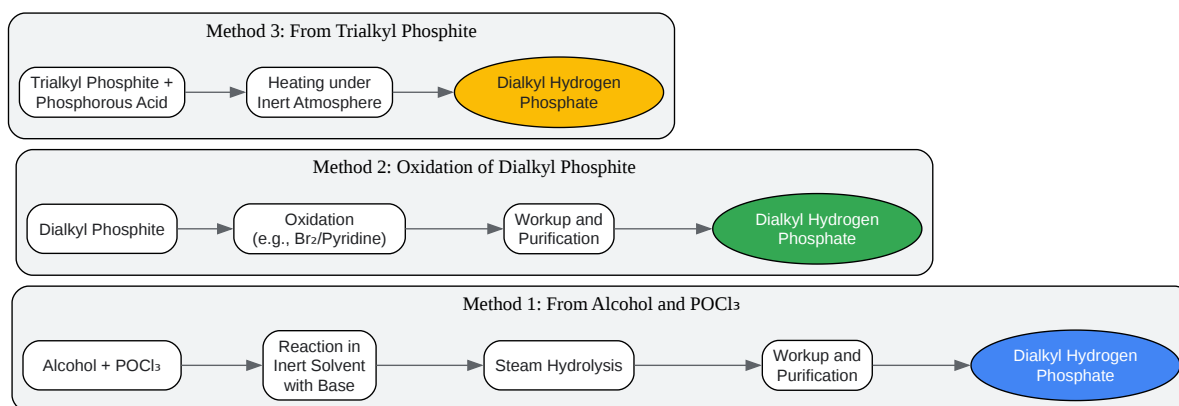 Method 3: From Trialkyl Phosphite
Trialkyl Phosphite +
Phosphorous Acid
Heating under
Inert Atmosphere
Dialkyl Hydrogen
Phosphate
Method 2: Oxidation of Dialkyl Phosphite
Dialkyl Phosphite
Oxidation
(e.g., Br₂/Pyridine)
Workup and
Purification
Dialkyl Hydrogen
Phosphate
Method 1: From Alcohol and POCl₃
Alcohol + POCl₃
Reaction in
Inert Solvent
with Base
Steam Hydrolysis
Workup and
Purification
Dialkyl Hydrogen
Phosphate